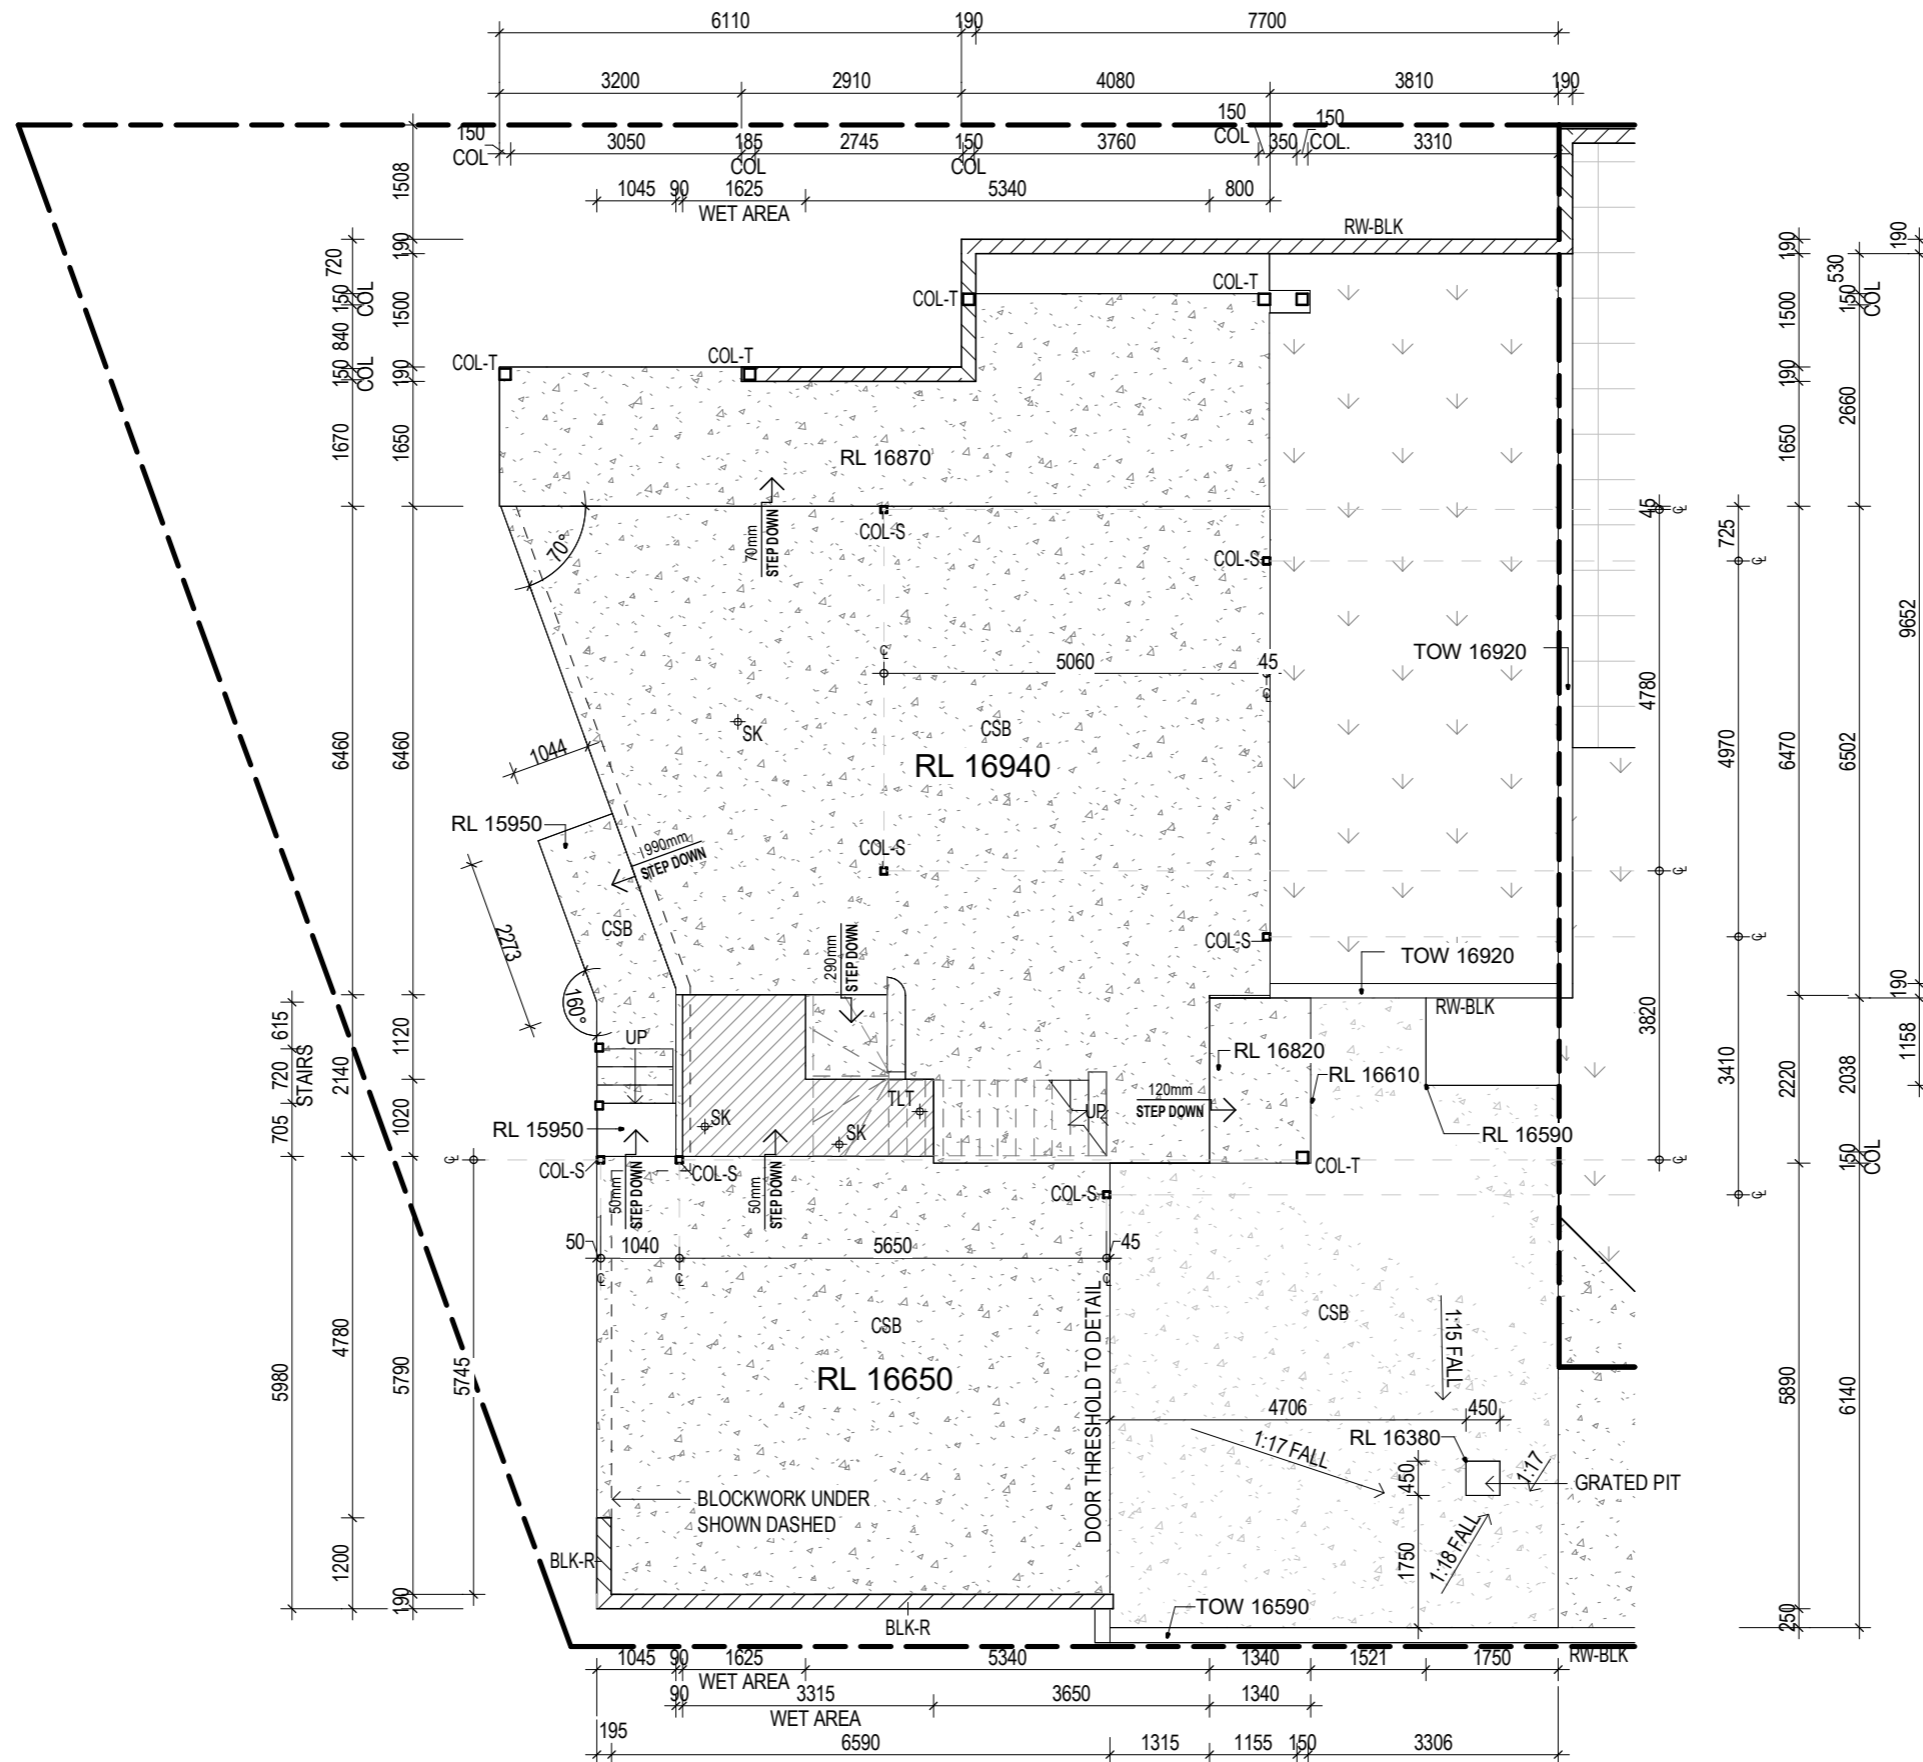 6110 190 7700
3200 2910 4080 3810 190
150 COL 3050 185 COL 2745 150 COL 3760 150 COL 350 150 COL. 3310
1045 90 1625 5340 800
WET AREA
RW-BLK
1508
190
720
150 COL
1500
840
150 COL
190
1670
1650
COL-T
COL-T
COL-T
COL-T
RL 16870
70mm
STEP DOWN
COL-S
COL-S
70°
6460
6460
5060 45
SK
CSB
RL 16940
1044
RL 15950
990mm
STEP DOWN
COL-S
COL-S
CSB
2273
160°
290mm
STEP DOWN
TOW 16920
TOW 16920
RW-BLK
UP
615
720
STAIRS
705
2140
1120
1020
RL 15950
SK
SK
TLT
UP
120mm
STEP DOWN
RL 16820
RL 16610
RL 16590
COL-T
COL-S
COL-S
COL-S
50mm
STEP DOWN
50mm
STEP DOWN
50 1040 5650 45
CSB
RL 16650
CSB
DOOR THRESHOLD TO DETAIL
1:15 FALL
4706 450
RL 16380
1:17 FALL
450
1:17
GRATED PIT
1750
1:18 FALL
BLOCKWORK UNDER
SHOWN DASHED
5980
4780
5790
5745
1200
190
BLK-R
BLK-R
TOW 16590
RW-BLK
1045 90 1625 5340 1340 1521 1750
WET AREA
90 3315 3650 1340
WET AREA
195 6590 1315 1155 150 3306
190
1500
190
1650
190
530
150 COL
2660
45
725
4780
4970
6470
6502
9652
3820
3410
2220
2038
190
1158
150 COL
5890
6140
250